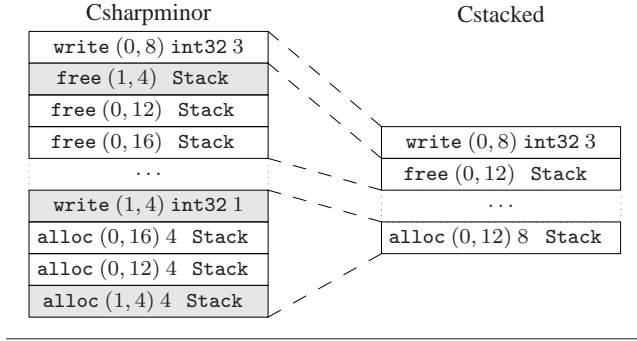 Csharpminor
write (0, 8) int32 3
free (1, 4) Stack
free (0, 12) Stack
free (0, 16) Stack
...
write (1, 4) int32 1
alloc (0, 16) 4 Stack
alloc (0, 12) 4 Stack
alloc (1, 4) 4 Stack
Cstacked
write (0, 8) int32 3
free (0, 12) Stack
...
alloc (0, 12) 8 Stack